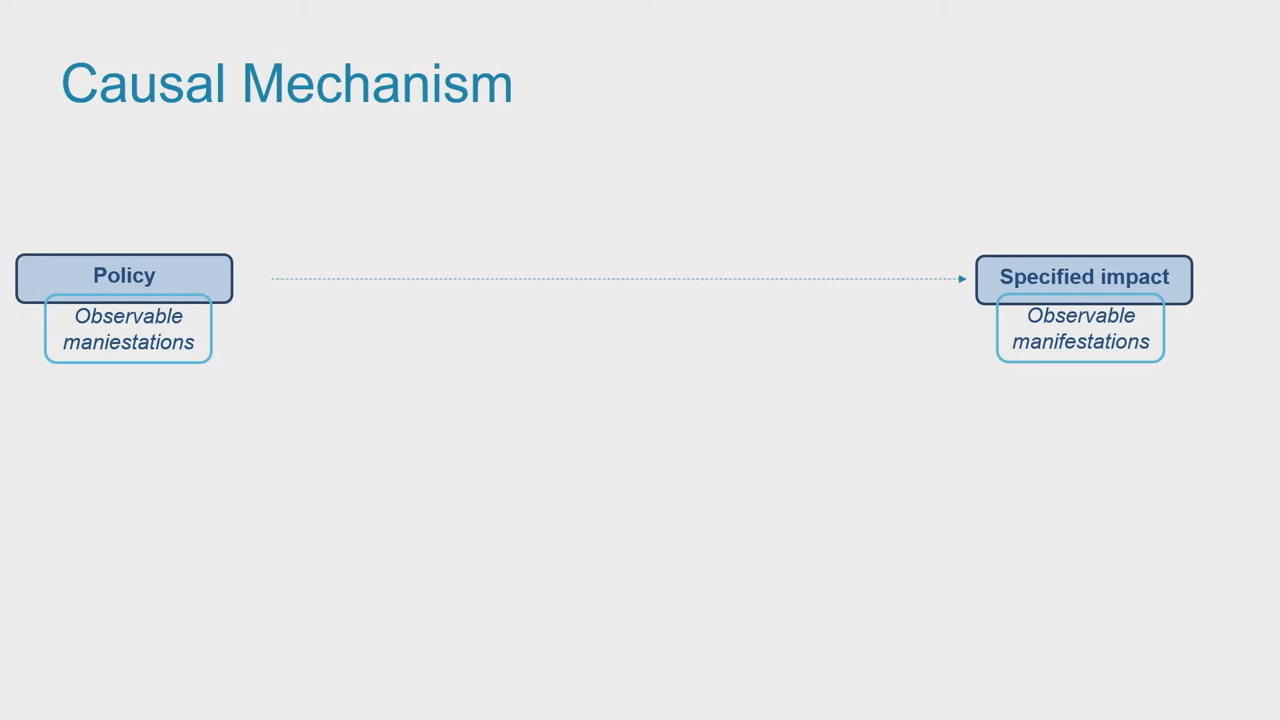 Causal Mechanism
Policy
Observable
maniestations
Specified impact
Observable
manifestations